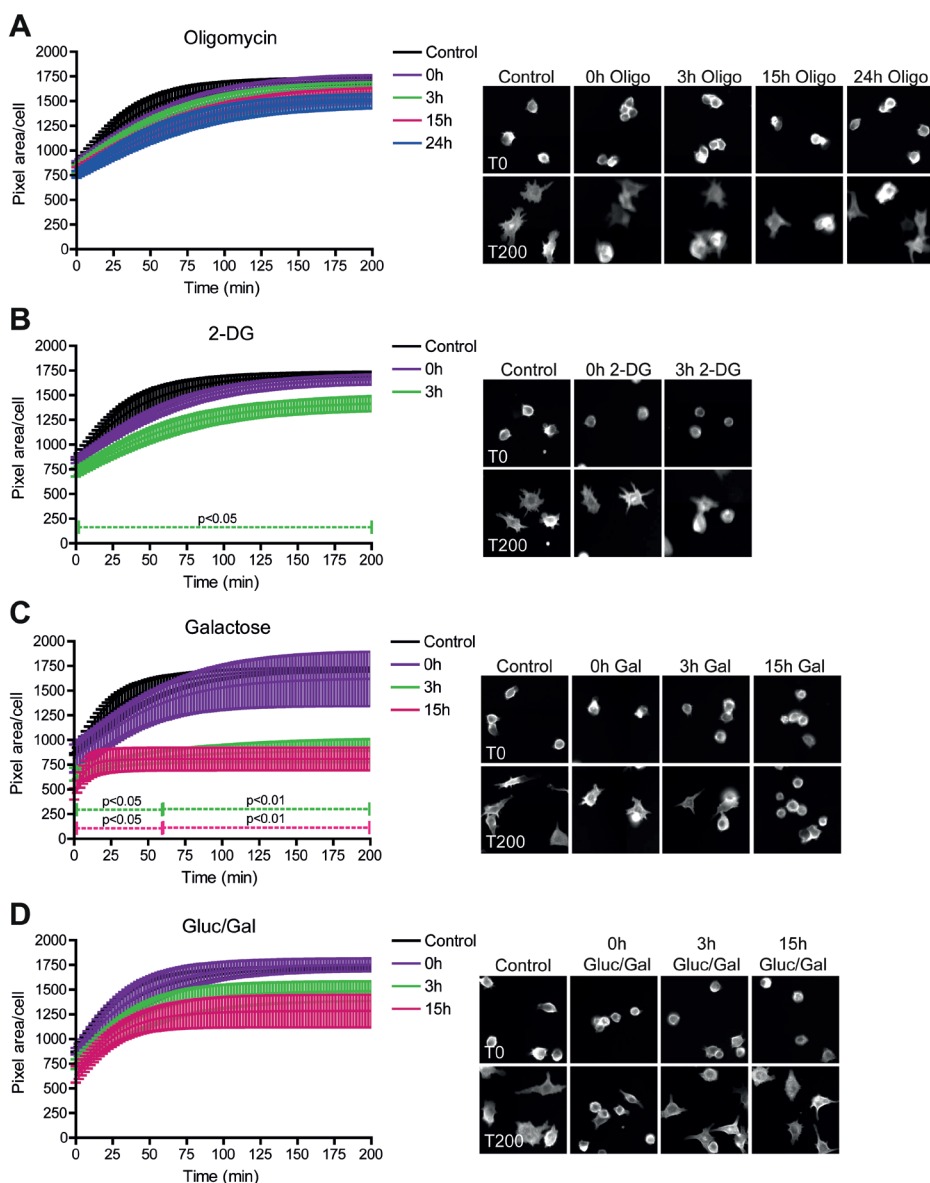 A
Oligomycin
2000
1750
1500
1250
1000
750
500
250
0
Pixel area/cell
0 25 50 75 100 125 150 175 200
Time (min)
Control
0h
3h
15h
24h
Control 0h Oligo 3h Oligo 15h Oligo 24h Oligo
T0
T200
B
2-DG
2000
1750
1500
1250
1000
750
500
250
0
Pixel area/cell
p<0.05
0 25 50 75 100 125 150 175 200
Time (min)
Control
0h
3h
Control 0h 2-DG 3h 2-DG
T0
T200
C
Galactose
2000
1750
1500
1250
1000
750
500
250
0
Pixel area/cell
p<0.05 p<0.01
p<0.05 p<0.01
0 25 50 75 100 125 150 175 200
Time (min)
Control
0h
3h
15h
Control 0h Gal 3h Gal 15h Gal
T0
T200
D
Gluc/Gal
2000
1750
1500
1250
1000
750
500
250
0
Pixel area/cell
0 25 50 75 100 125 150 175 200
Time (min)
Control
0h
3h
15h
0h 3h 15h
Control Gluc/Gal Gluc/Gal Gluc/Gal
T0
T200